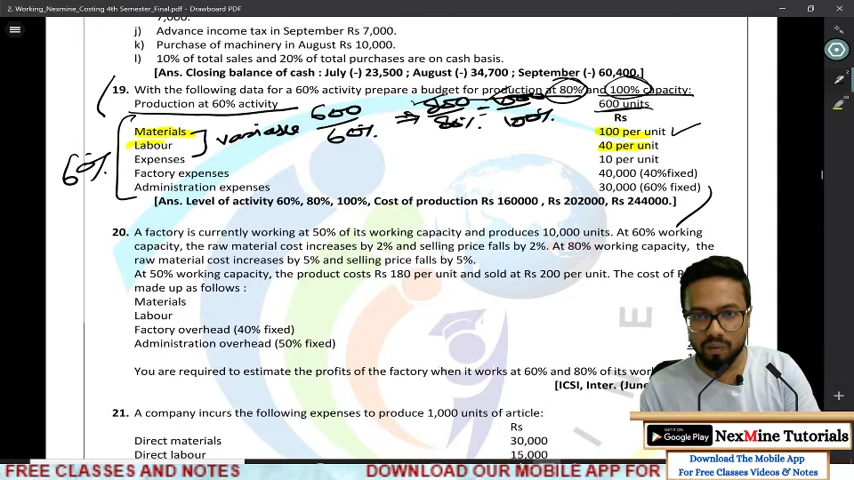 2. Working_Nexmine_Costing 4th Semester_Final.pdf - Drawboard PDF
7,000.
j) Advance income tax in September Rs 7,000.
k) Purchase of machinery in August Rs 10,000.
l) 10% of total sales and 20% of total purchases are on cash basis.
[Ans. Closing balance of cash : July (-) 23,500 ; August (-) 34,700 ; September (-) 60,400.]
19. With the following data for a 60% activity prepare a budget for production at 80% and 100% capacity.
Production at 60% activity 600 units
Rs
600
60%
⇒ 80% = 100%
variable
60%
Materials 100 per unit
Labour 40 per unit
Expenses 10 per unit
Factory expenses 40,000 (40%fixed)
Administration expenses 30,000 (60% fixed)
[Ans. Level of activity 60%, 80%, 100%, Cost of production Rs 160000 , Rs 202000, Rs 244000.]
20. A factory is currently working at 50% of its working capacity and produces 10,000 units. At 60% working
capacity, the raw material cost increases by 2% and selling price falls by 2%. At 80% working capacity, the
raw material cost increases by 5% and selling price falls by 5%.
At 50% working capacity, the product costs Rs 180 per unit and sold at Rs 200 per unit. The cost of
made up as follows :
Materials
Labour
Factory overhead (40% fixed)
Administration overhead (50% fixed)
You are required to estimate the profits of the factory when it works at 60% and 80% of its
[ICSI, Inter. (June
21. A company incurs the following expenses to produce 1,000 units of article:
Rs
Direct materials 30,000
Direct labour 15,000
I N E
GET IT ON
Google Play
NexMine Tutorials
Download The Mobile App
For Free Classes Videos & Notes
FREE CLASSES AND NOTES DOWNLOAD OUR MOBILE APP FOR